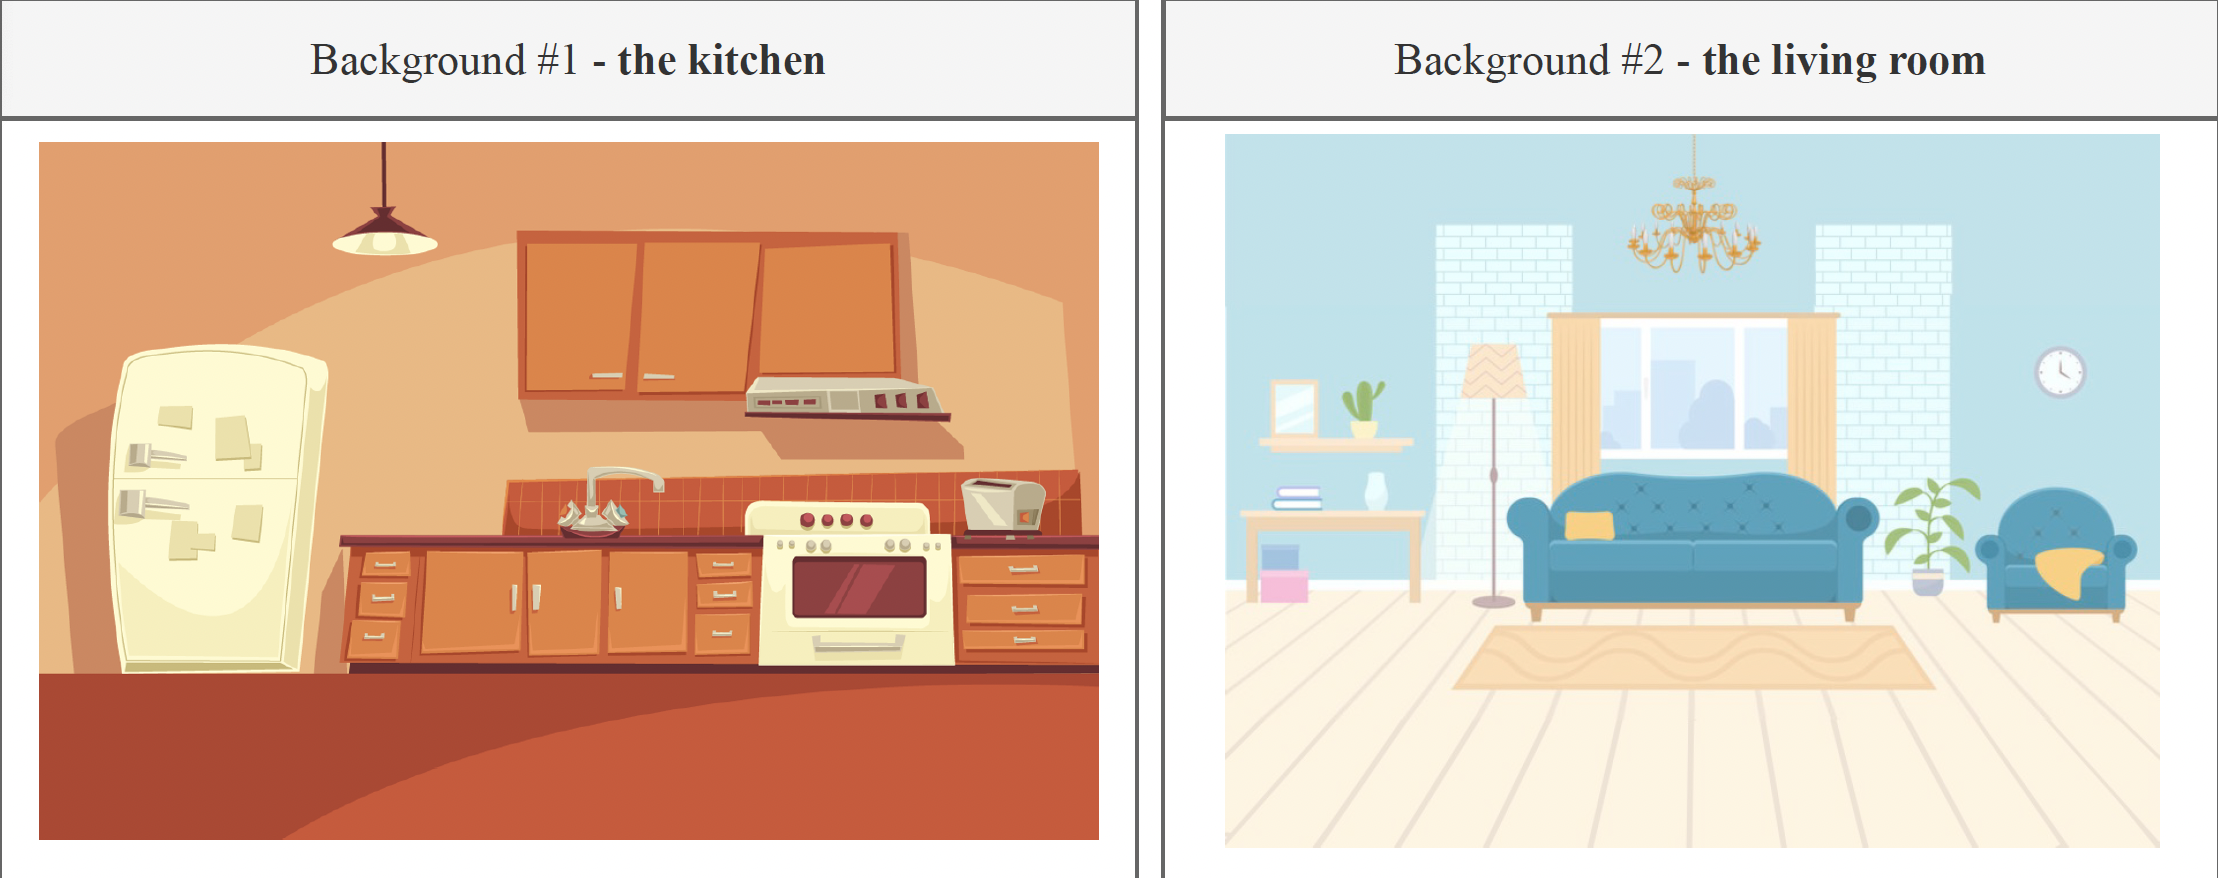 Background #1 - the kitchen
Background #2 - the living room